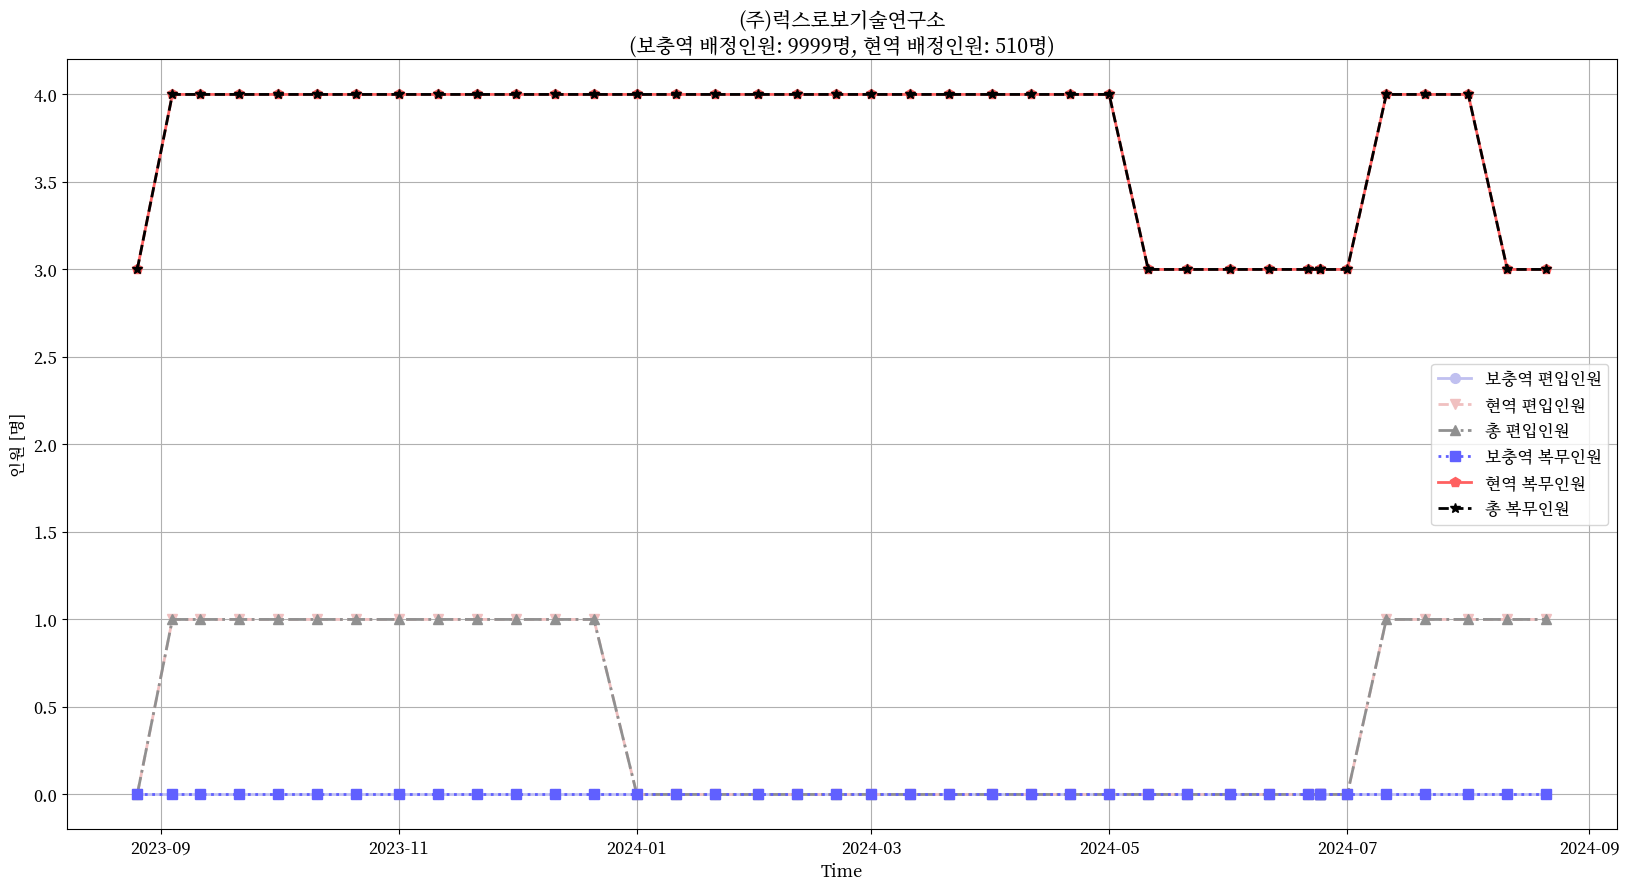 (주)럭스로보기술연구소
(보충역 배정인원: 9999명, 현역 배정인원: 510명)
4.0
3.5
3.0
2.5
2.0
1.5
1.0
0.5
0.0
인원 [명]
보충역 편입인원
현역 편입인원
총 편입인원
보충역 복무인원
현역 복무인원
총 복무인원
2023-09
2023-11
2024-01
2024-03
2024-05
2024-07
2024-09
Time